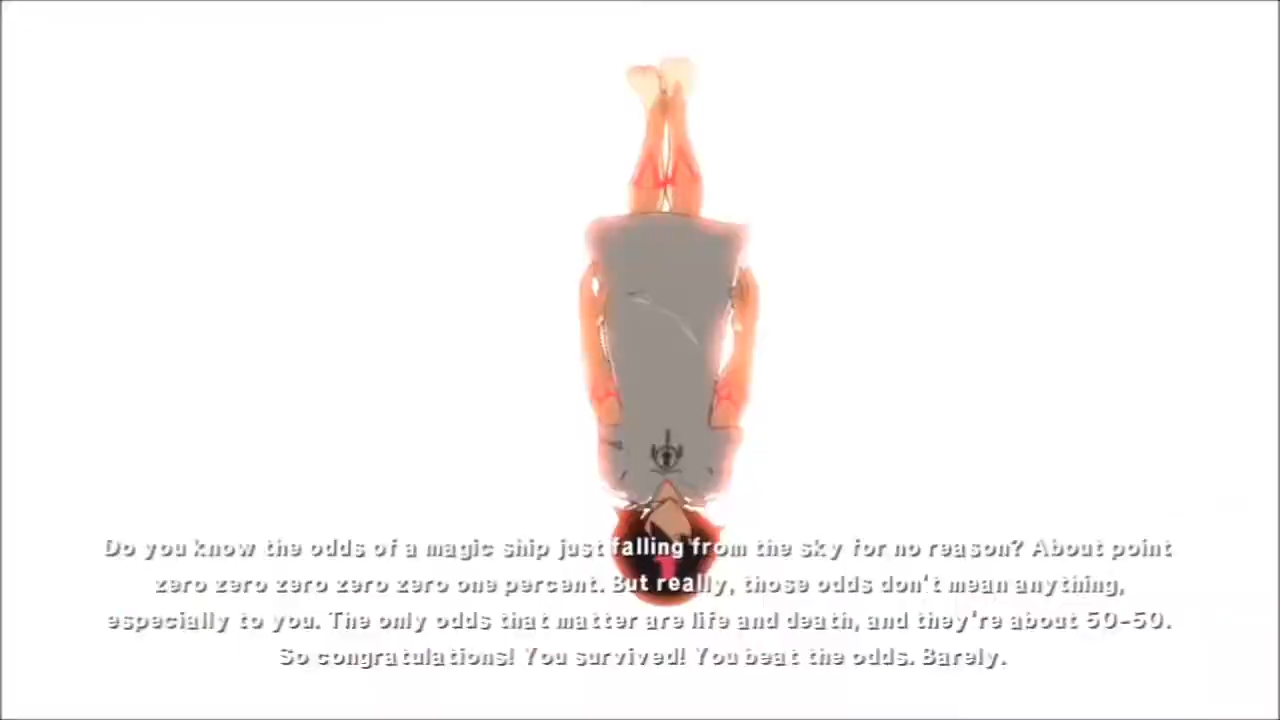 Do you know the odds of a magic ship just falling from the sky for no reason? About point
zero zero zero zero zero one percent. But really, those odds don't mean anything,
especially to you. The only odds that matter are life and death, and they're about 50-50.
So congratulations! You survived! You beat the odds. Barely.